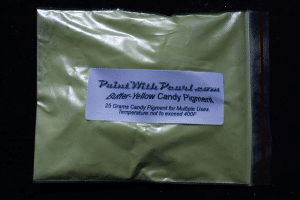 PaintWithPearl.com
Butter-Yellow Candy Pigment,
25 Grams Candy Pigment for Multiple Uses
Temperature not to exceed 400F